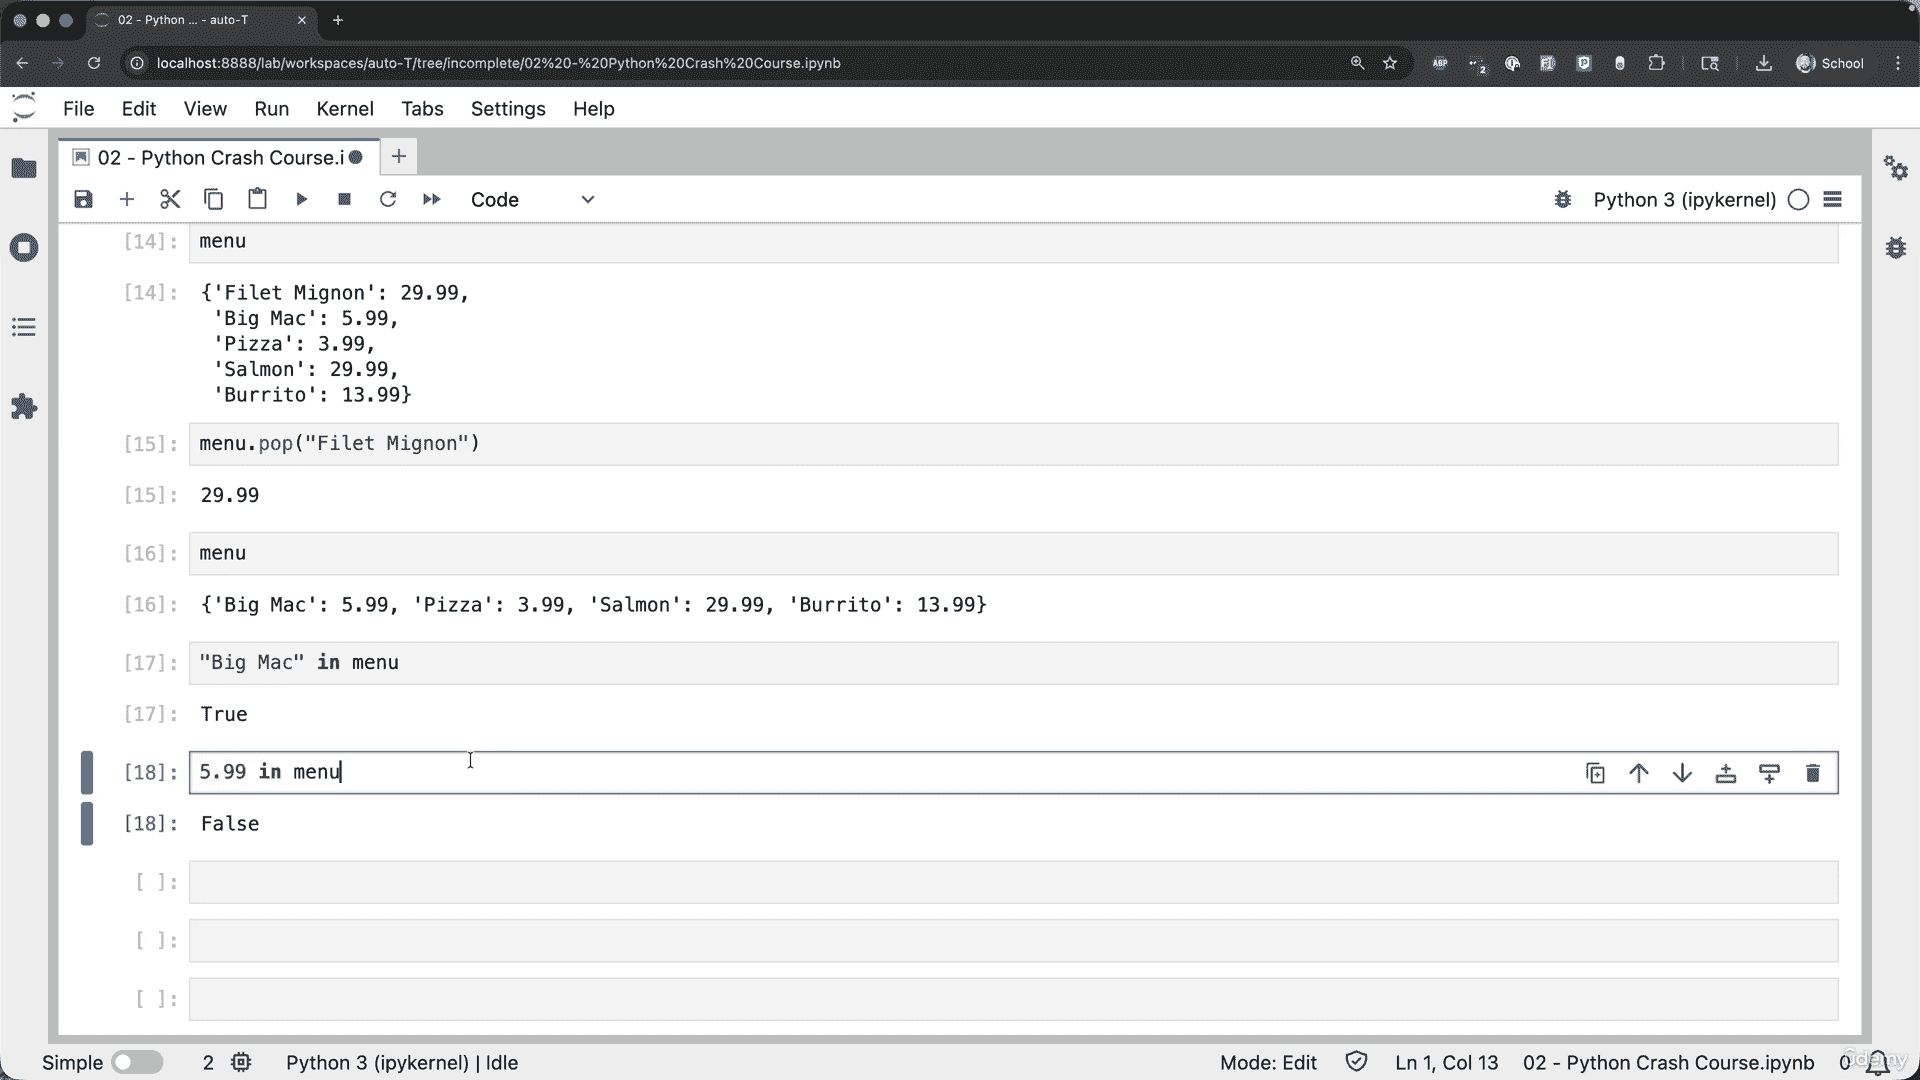 02 - Python ... - auto-T
localhost:8888/lab/workspaces/auto-T/tree/incomplete/02%20-%20Python%20Crash%20Course.ipynb
ABP
2
School
File Edit View Run Kernel Tabs Settings Help
02 - Python Crash Course.i
Code
Python 3 (ipykernel)
[14]: menu
[14]: {'Filet Mignon': 29.99,
'Big Mac': 5.99,
'Pizza': 3.99,
'Salmon': 29.99,
'Burrito': 13.99}
[15]: menu.pop("Filet Mignon")
[15]: 29.99
[16]: menu
[16]: {'Big Mac': 5.99, 'Pizza': 3.99, 'Salmon': 29.99, 'Burrito': 13.99}
[17]: "Big Mac" in menu
[17]: True
[18]: 5.99 in menu
[18]: False
[ ]:
[ ]:
[ ]:
Simple 2 Python 3 (ipykernel) | Idle Mode: Edit Ln 1, Col 13 02 - Python Crash Course.ipynb 0
udemy